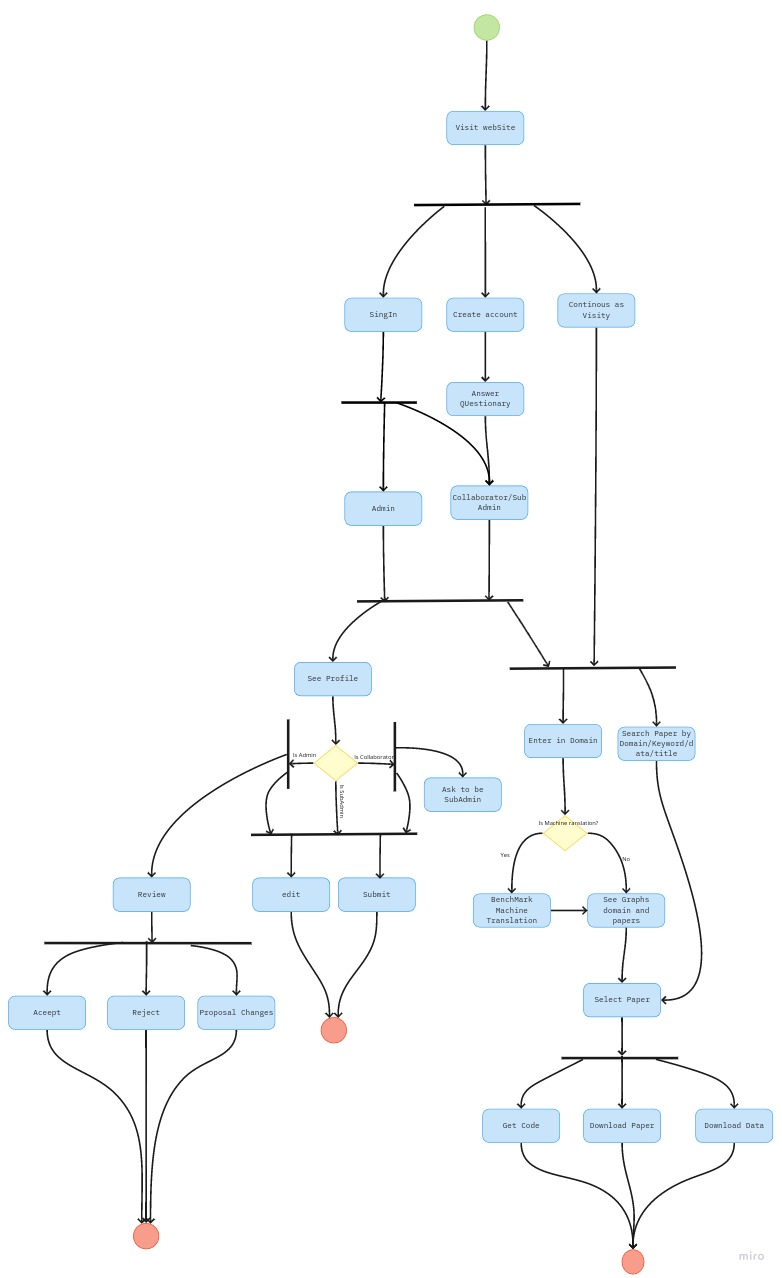 Visit webSite
SingIn
Create account
Continous as
Visity
Answer
QUestionary
Admin
Collaborator/Sub
Admin
See Profile
Enter in Domain
Search Paper by
Domain/Keyword/d
ata/title
Is Admin
Is Collaborator
Is SubAdmin
Ask to be
SubAdmin
Is Machine ranslation?
Yes
No
Review
edit
Submit
BenchMark
Machine
Translation
See Graphs
domain and
papers
Aceept
Reject
Proposal Changes
Select Paper
Get Code
Download Paper
Download Data
miro